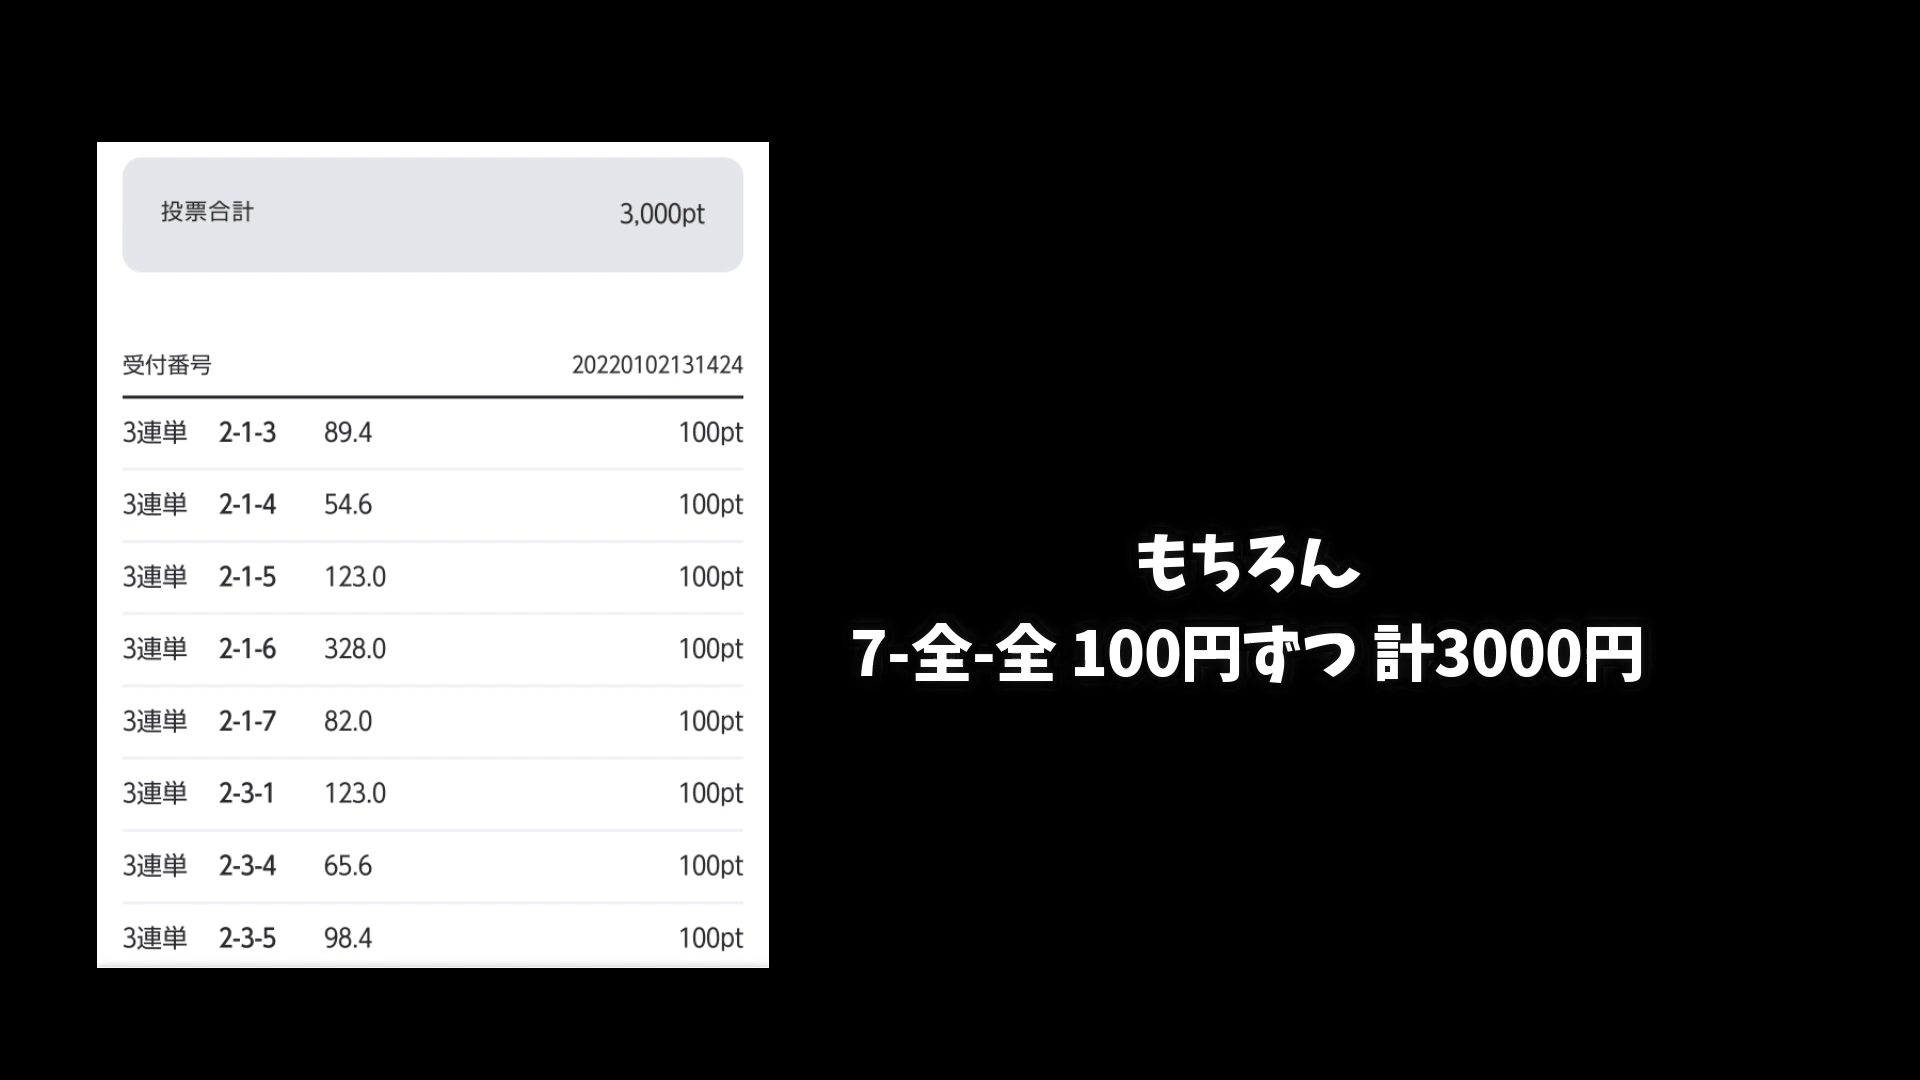 投票合計 3,000pt
受付番号 20220102131424
3連単 2-1-3 89.4 100pt
3連単 2-1-4 54.6 100pt
3連単 2-1-5 123.0 100pt
3連単 2-1-6 328.0 100pt
3連単 2-1-7 82.0 100pt
3連単 2-3-1 123.0 100pt
3連単 2-3-4 65.6 100pt
3連単 2-3-5 98.4 100pt
もちろん
7-全-全 100円ずつ 計3000円